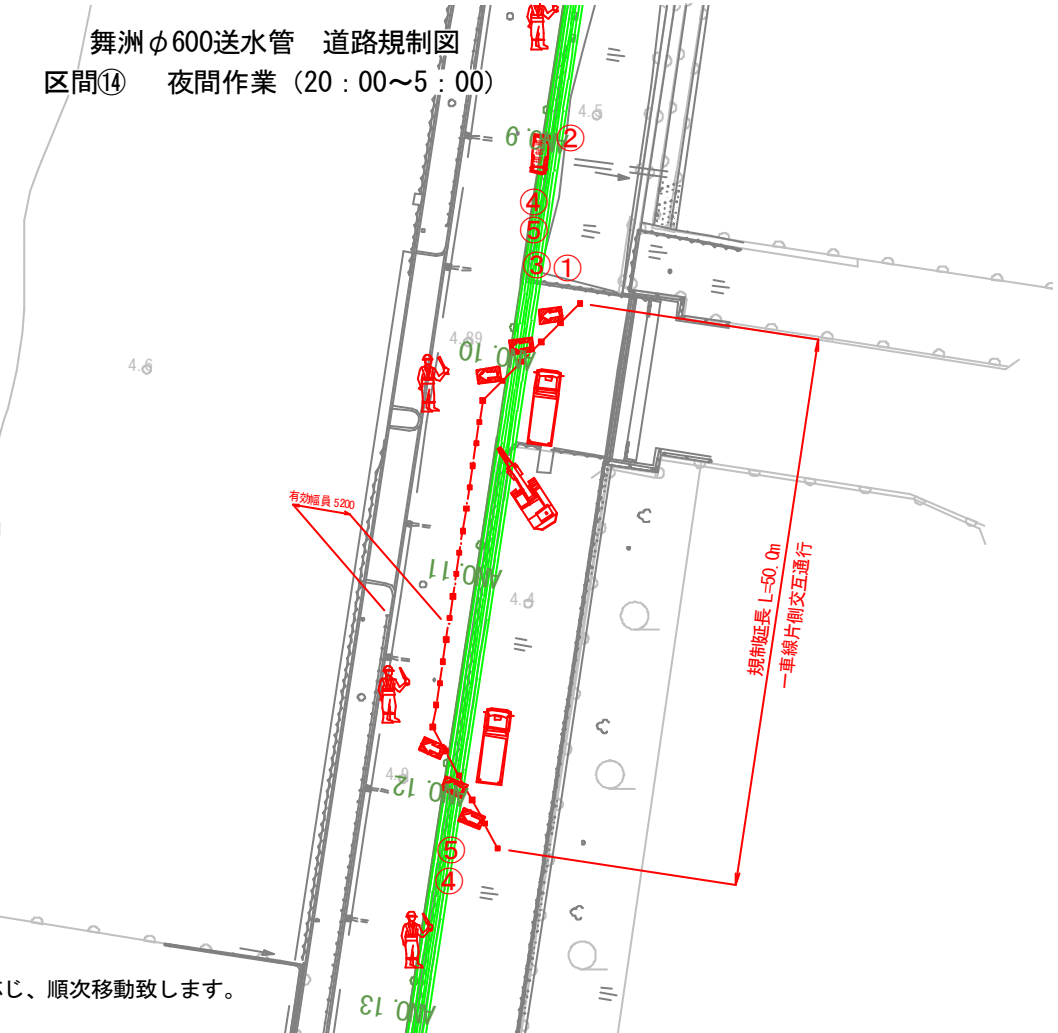 舞洲φ600送水管 道路規制図
区間⑭ 夜間作業（20：00～5：00）
4.5
NO.9
②
④
⑤
③ ①
4.89
NO.10
4.6
有効幅員 5200
NO.11
4.4
規制延長 L=50.0m
一車線片側交互通行
4.9
NO.12
⑤
④
じ、順次移動致します。
NO.13